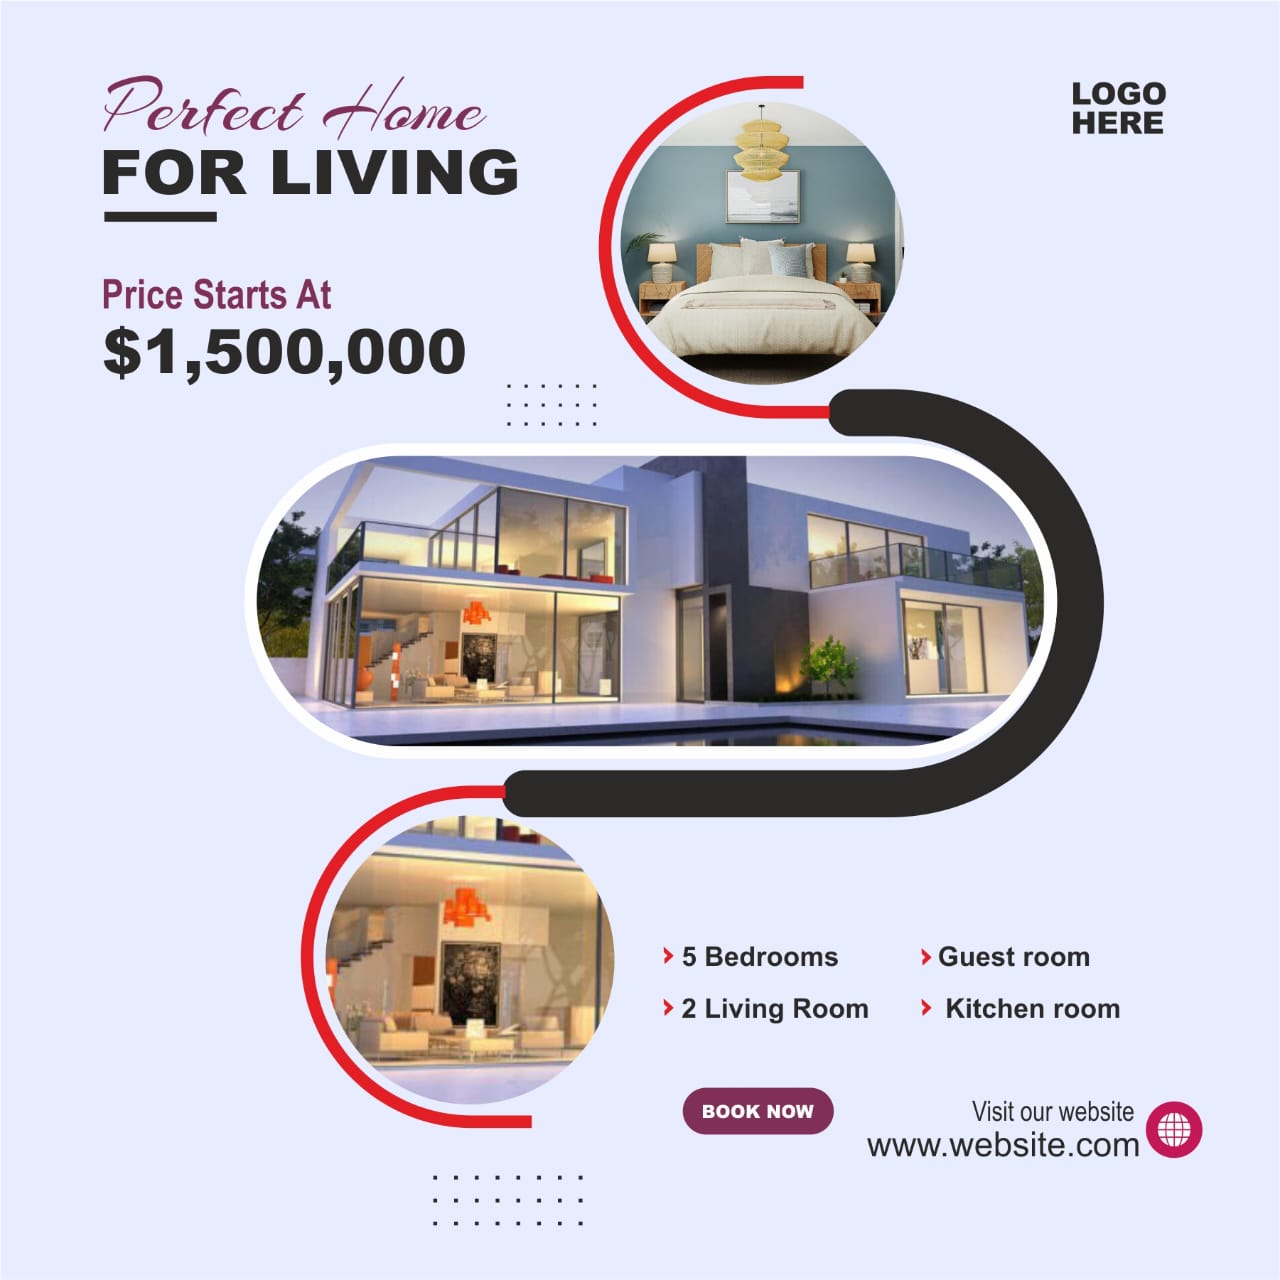 Perfect Home
FOR LIVING
LOGO
HERE
Price Starts At
$1,500,000
5 Bedrooms
Guest room
2 Living Room
Kitchen room
BOOK NOW
Visit our website
www.website.com